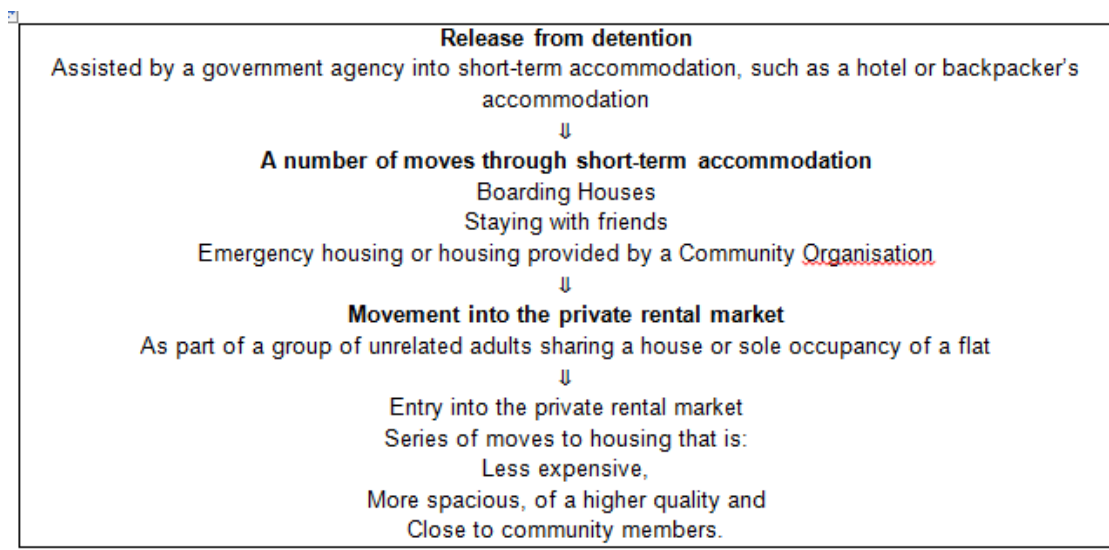 Release from detention
Assisted by a government agency into short-term accommodation, such as a hotel or backpacker's
accommodation
⇓
A number of moves through short-term accommodation
Boarding Houses
Staying with friends
Emergency housing or housing provided by a Community Organisation
⇓
Movement into the private rental market
As part of a group of unrelated adults sharing a house or sole occupancy of a flat
⇓
Entry into the private rental market
Series of moves to housing that is:
Less expensive,
More spacious, of a higher quality and
Close to community members.